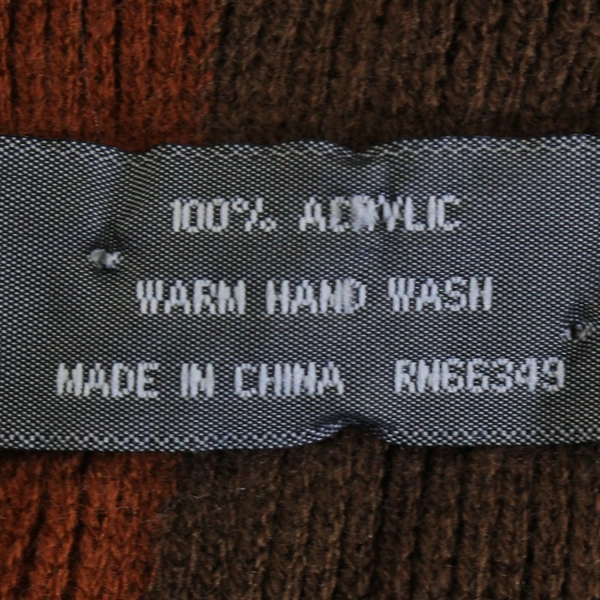 100% ACRYLIC
WARM HAND WASH
MADE IN CHINA RN66349